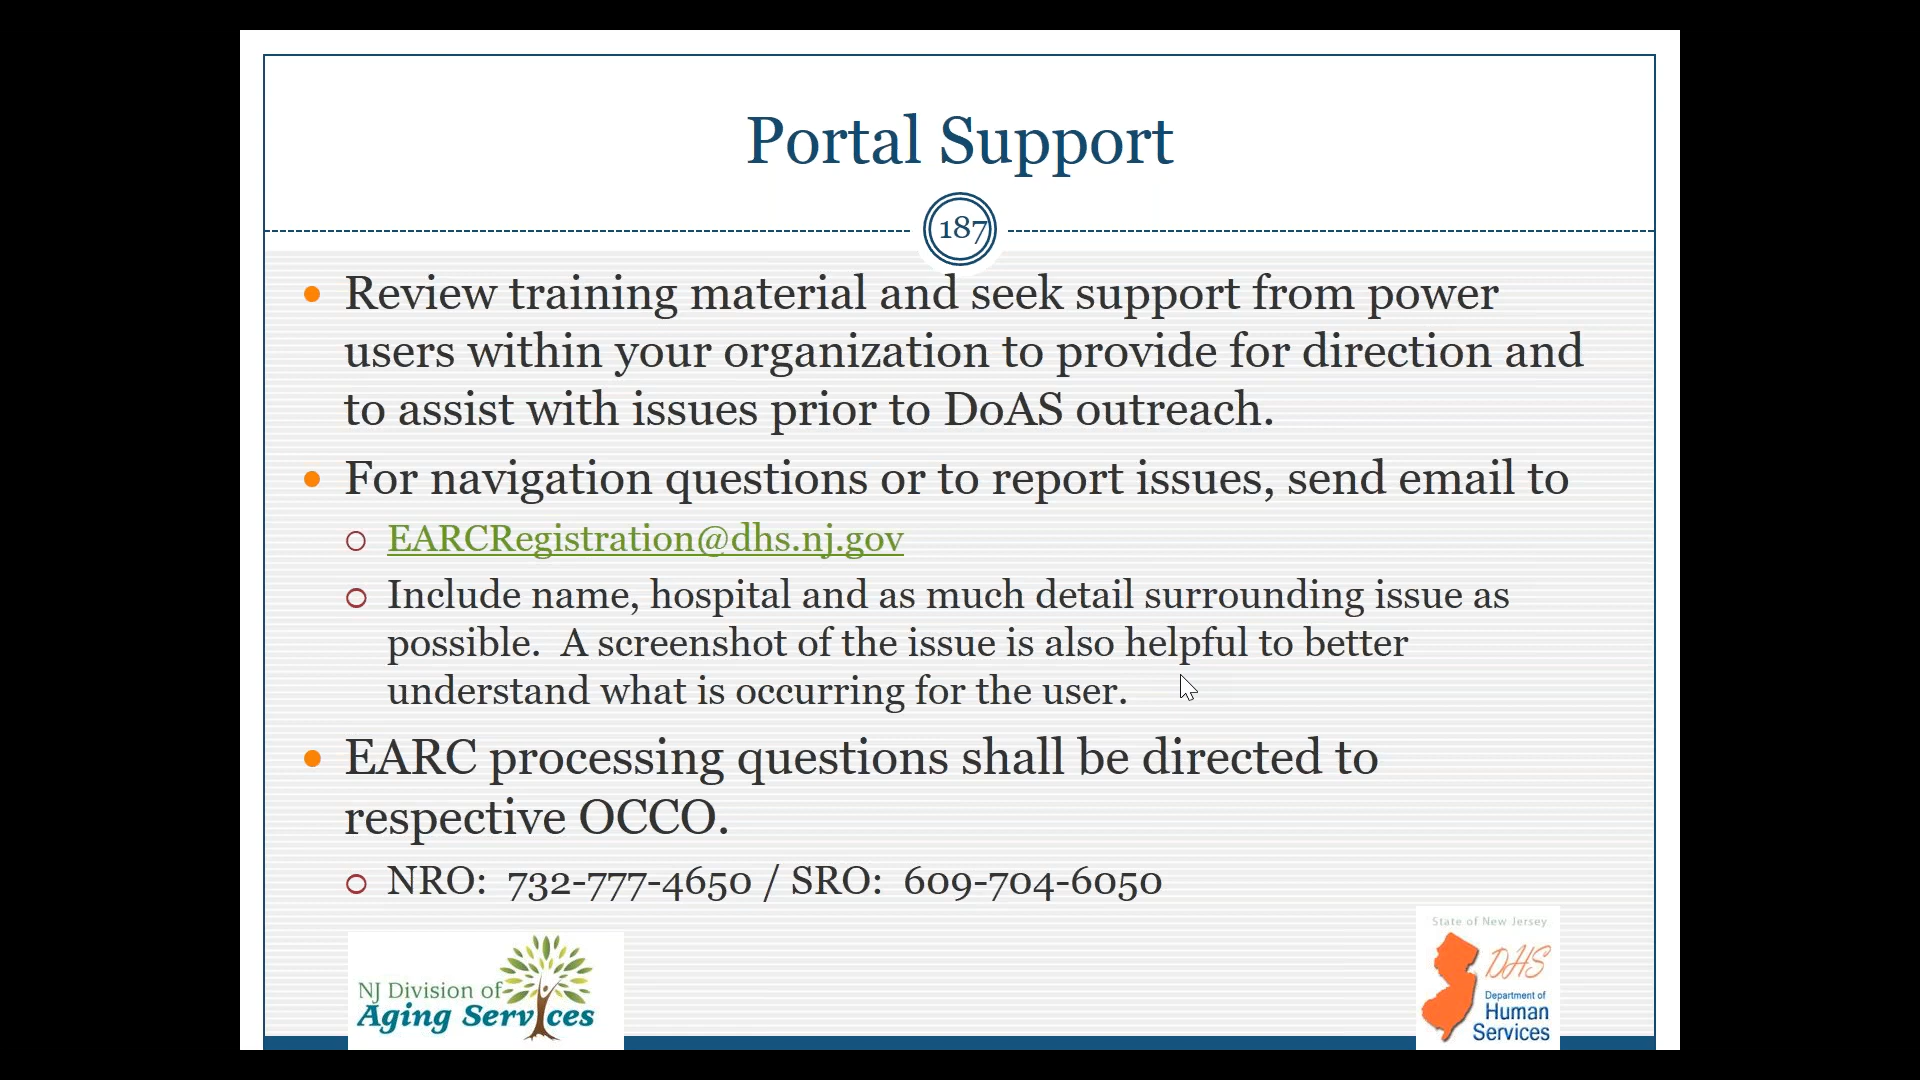 Portal Support
187
Review training material and seek support from power
users within your organization to provide for direction and
to assist with issues prior to DoAS outreach.
For navigation questions or to report issues, send email to
EARCRegistration@dhs.nj.gov
Include name, hospital and as much detail surrounding issue as
possible.  A screenshot of the issue is also helpful to better
understand what is occurring for the user.
EARC processing questions shall be directed to
respective OCCO.
NRO:  732-777-4650 / SRO:  609-704-6050
NJ Division of
Aging Services
State of New Jersey
DHS
Department of
Human
Services